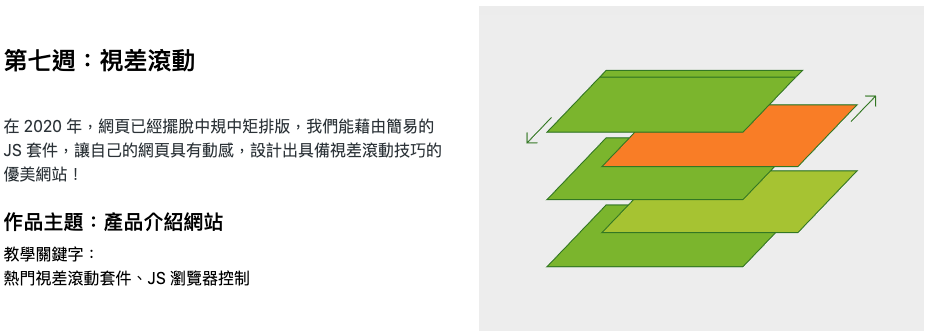 第七週：視差滾動
在 2020 年，網頁已經擺脫中規中矩排版，我們能藉由簡易的
JS 套件，讓自己的網頁具有動感，設計出具備視差滾動技巧的
優美網站！
作品主題：產品介紹網站
教學關鍵字：
熱門視差滾動套件、JS 瀏覽器控制